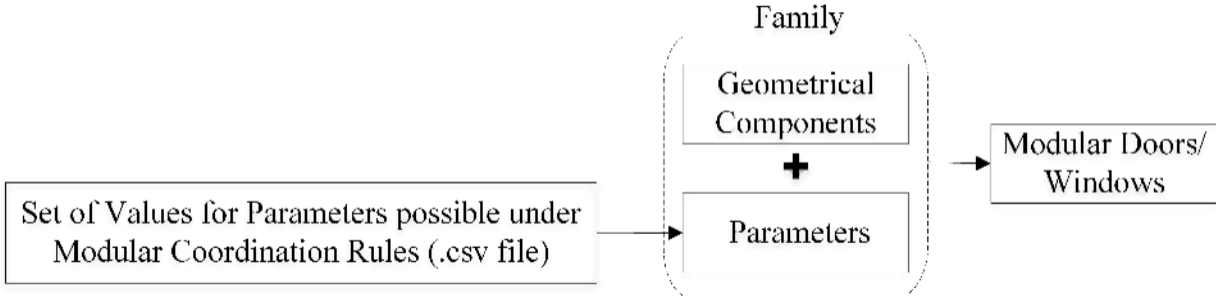 Family
Geometrical
Components
+
Parameters
Set of Values for Parameters possible under
Modular Coordination Rules (.csv file)
Modular Doors/
Windows